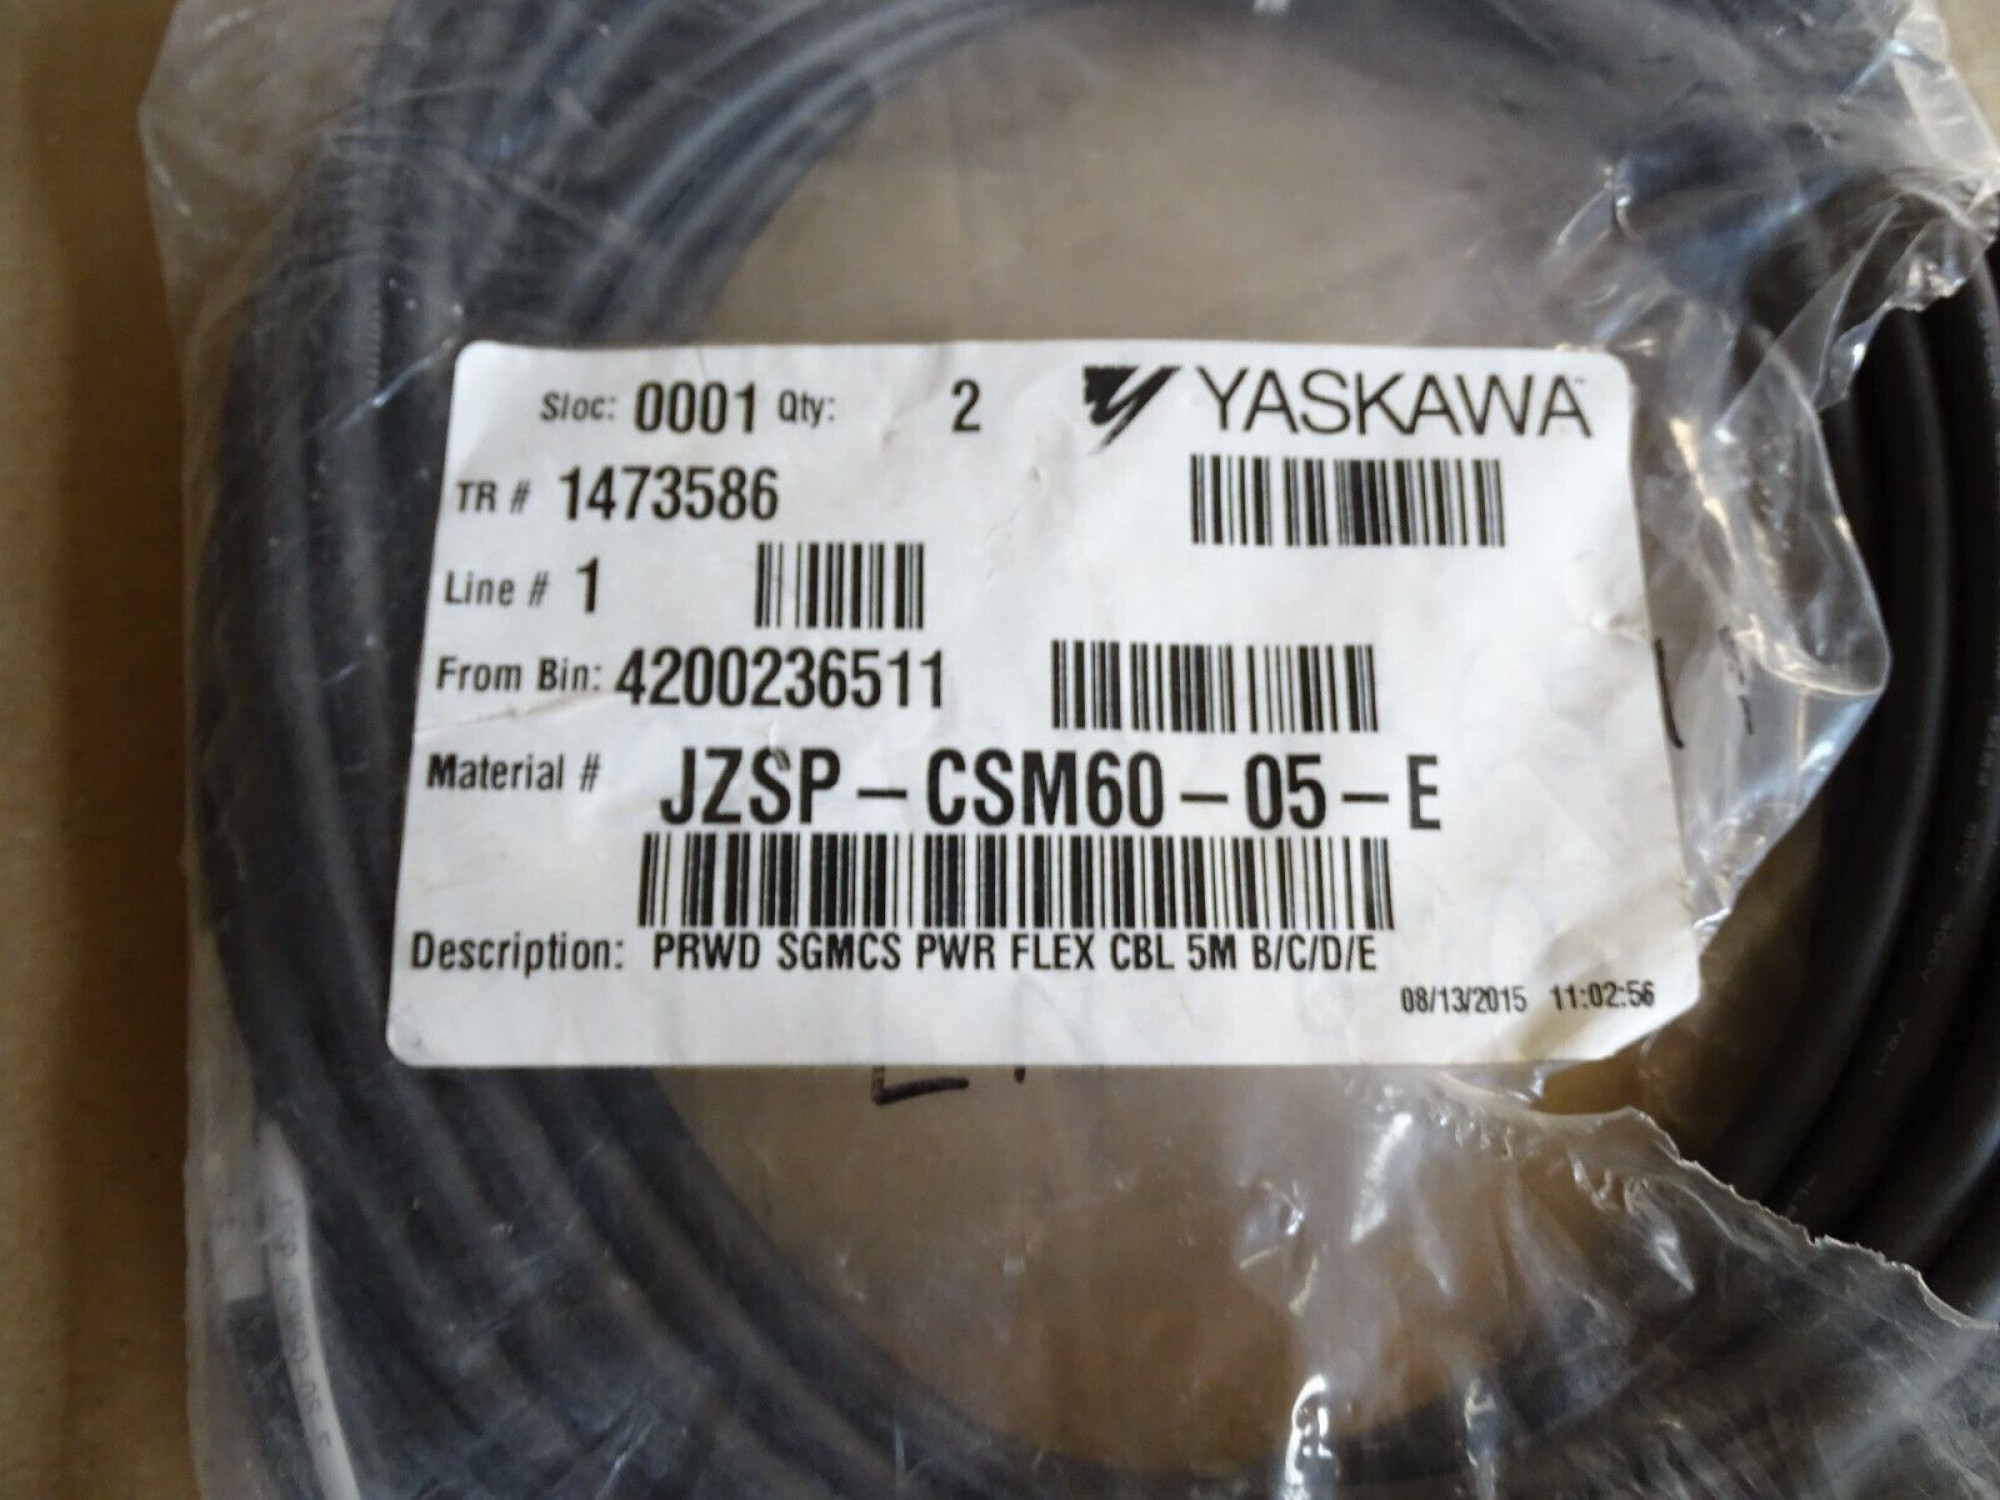 Sloc: 0001 Qty: 2 YASKAWA
TR # 1473586
Line # 1
From Bin: 4200236511
Material # JZSP-CSM60-05-E
Description: PRWD SGMCS PWR FLEX CBL 5M B/C/D/E
08/13/2015 11:02:56